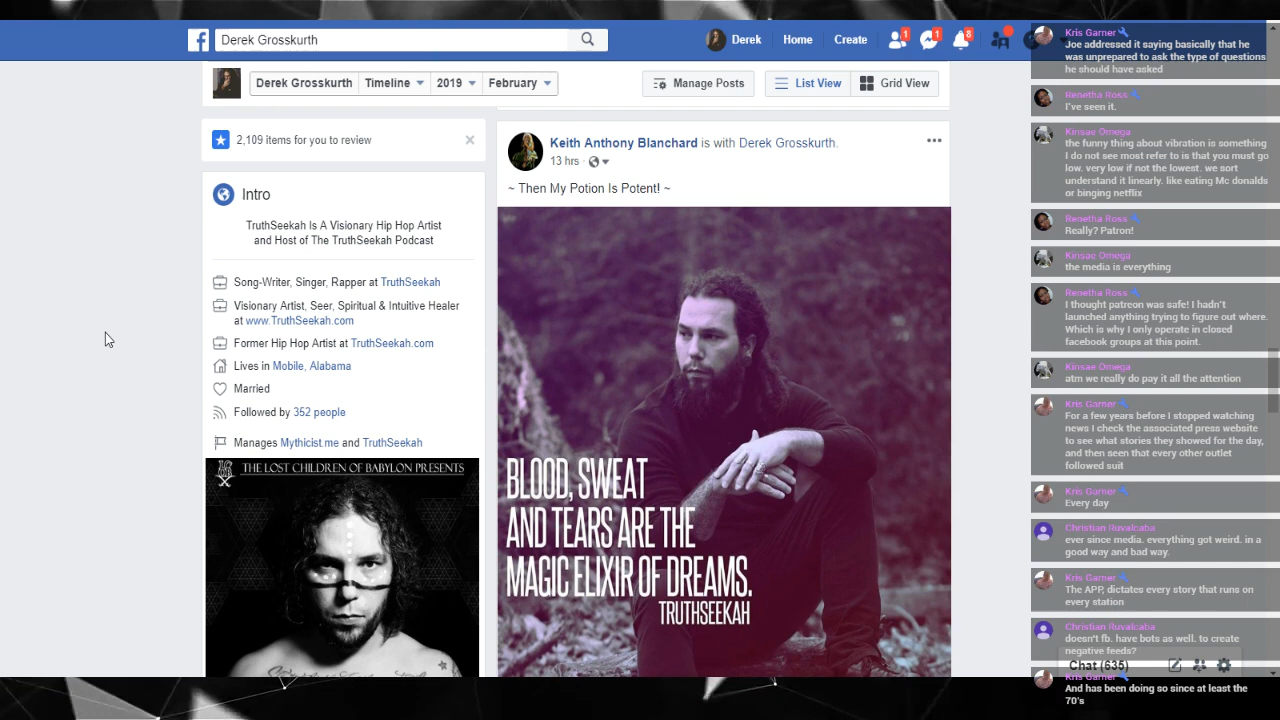 Derek Grosskurth
Derek
Home
Create
1
1
8
Derek Grosskurth
Timeline
2019
February
Manage Posts
List View
Grid View
2,109 items for you to review
Intro
TruthSeekah Is A Visionary Hip Hop Artist
and Host of The TruthSeekah Podcast
Song-Writer, Singer, Rapper at TruthSeekah
Visionary Artist, Seer, Spiritual & Intuitive Healer
at www.TruthSeekah.com
Former Hip Hop Artist at TruthSeekah.com
Lives in Mobile, Alabama
Married
Followed by 352 people
Manages Mythicist.me and TruthSeekah
THE LOST CHILDREN OF BABYLON PRESENTS
Keith Anthony Blanchard is with Derek Grosskurth.
13 hrs ·
~ Then My Potion Is Potent! ~
BLOOD, SWEAT
AND TEARS ARE THE
MAGIC ELIXIR OF DREAMS.
TRUTHSEEKAH
Kris Garner
Joe addressed it saying basically that he
was unprepared to ask the type of questions
he should have asked
Renetha Ross
I've seen it.
Kinsae Omega
the funny thing about vibration is something
I do not see most refer to is that you must go
low. very low if not the lowest. we sort
understand it linearly. like eating Mc donalds
or binging netflix
Renetha Ross
Really? Patron!
Kinsae Omega
the media is everything
Renetha Ross
I thought patreon was safe! I hadn't
launched anything trying to figure out where.
Which is why I only operate in closed
facebook groups at this point.
Kinsae Omega
atm we really do pay it all the attention
Kris Garner
For a few years before I stopped watching
news I check the associated press website
to see what stories they showed for the day,
and then seen that every other outlet
followed suit
Kris Garner
Every day
Christian Ruvalcaba
ever since media. everything got weird. in a
good way and bad way.
Kris Garner
The APP, dictates every story that runs on
every station
Christian Ruvalcaba
doesn't fb. have bots as well. to create
negative feeds?
Chat (635)
Kris Garner
And has been doing so since at least the
70's